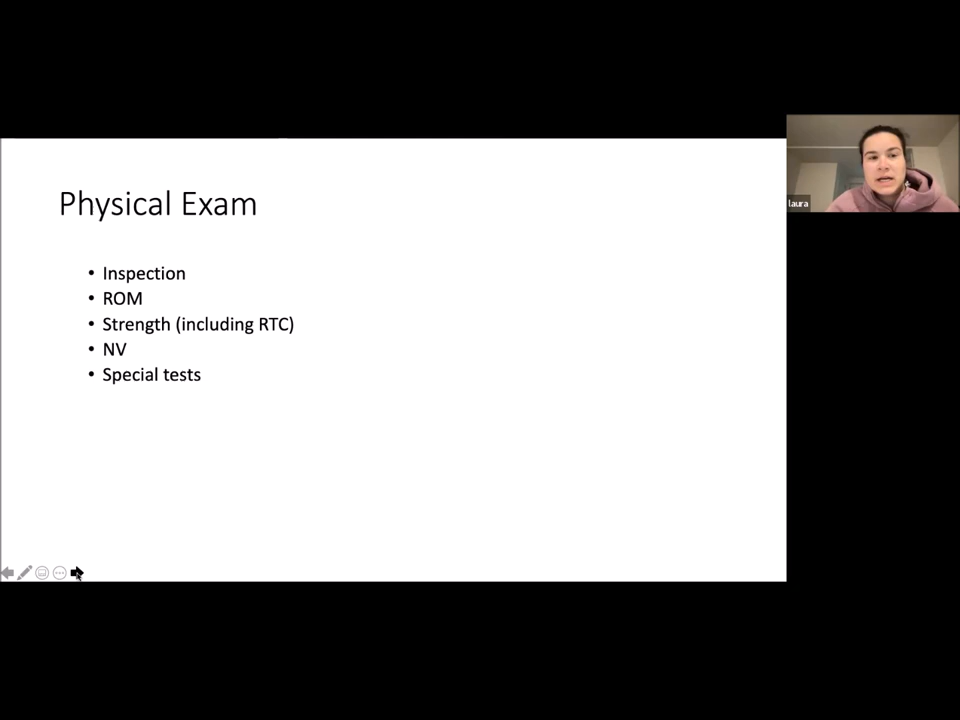 Physical Exam
• Inspection
• ROM
• Strength (including RTC)
• NV
• Special tests
laura